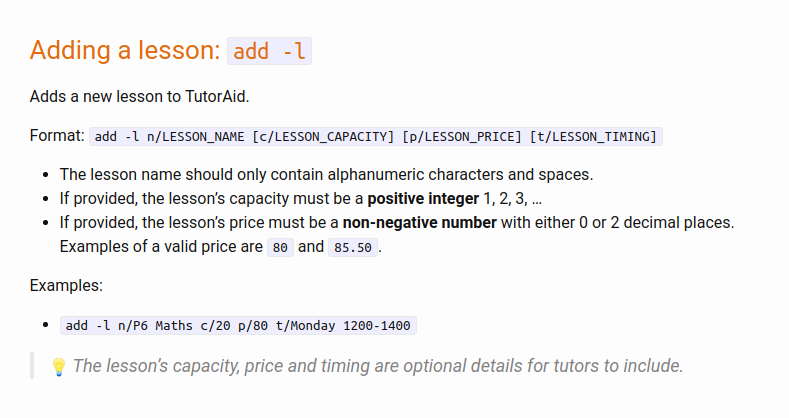 Adding a lesson: add -l
Adds a new lesson to TutorAid.
Format: add -l n/LESSON_NAME [c/LESSON_CAPACITY] [p/LESSON_PRICE] [t/LESSON_TIMING]
• The lesson name should only contain alphanumeric characters and spaces.
• If provided, the lesson’s capacity must be a positive integer 1, 2, 3, …
• If provided, the lesson’s price must be a non-negative number with either 0 or 2 decimal places.
Examples of a valid price are 80 and 85.50.
Examples:
• add -l n/P6 Maths c/20 p/80 t/Monday 1200-1400
💡 The lesson’s capacity, price and timing are optional details for tutors to include.